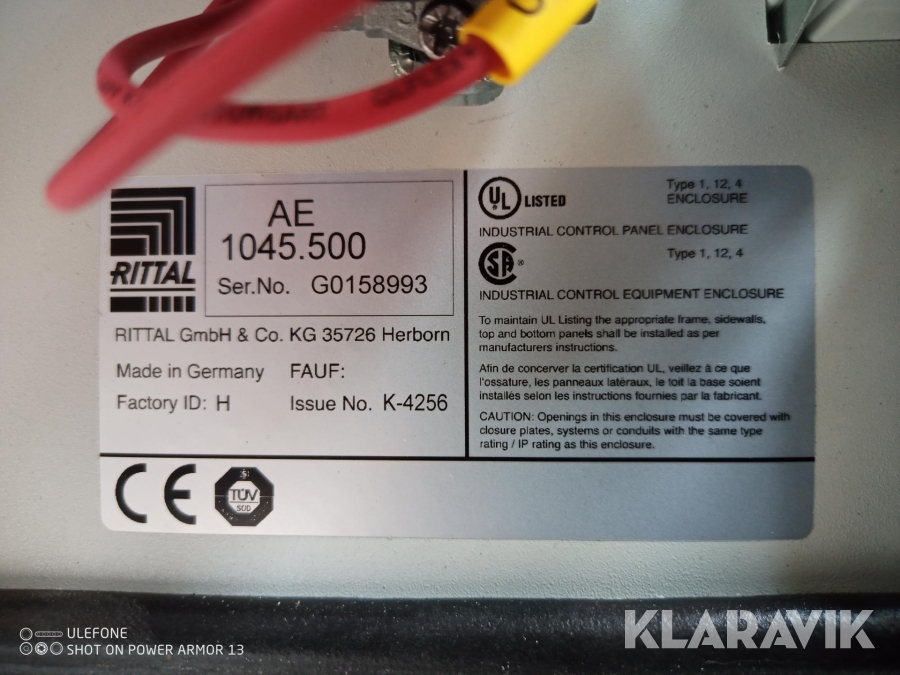 RITTAL
AE
1045.500
Ser.No. G0158993
RITTAL GmbH & Co. KG 35726 Herborn
Made in Germany FAUF:
Factory ID: H Issue No. K-4256
UL LISTED
Type 1, 12, 4
ENCLOSURE
INDUSTRIAL CONTROL PANEL ENCLOSURE
SA ® Type 1, 12, 4
INDUSTRIAL CONTROL EQUIPMENT ENCLOSURE
To maintain UL Listing the appropriate frame, sidewalls,
top and bottom panels shall be installed as per
manufacturers instructions.
Afin de concerver la certification UL, veillez à ce que
l'ossature, les panneaux latéraux, le toit la base soient
installés selon les instructions fournies par la fabricant.
CAUTION: Openings in this enclosure must be covered with
closure plates, systems or conduits with the same type
rating / IP rating as this enclosure.
CE
TÜV
SÜD
ULEFONE
SHOT ON POWER ARMOR 13
KLARAVIK